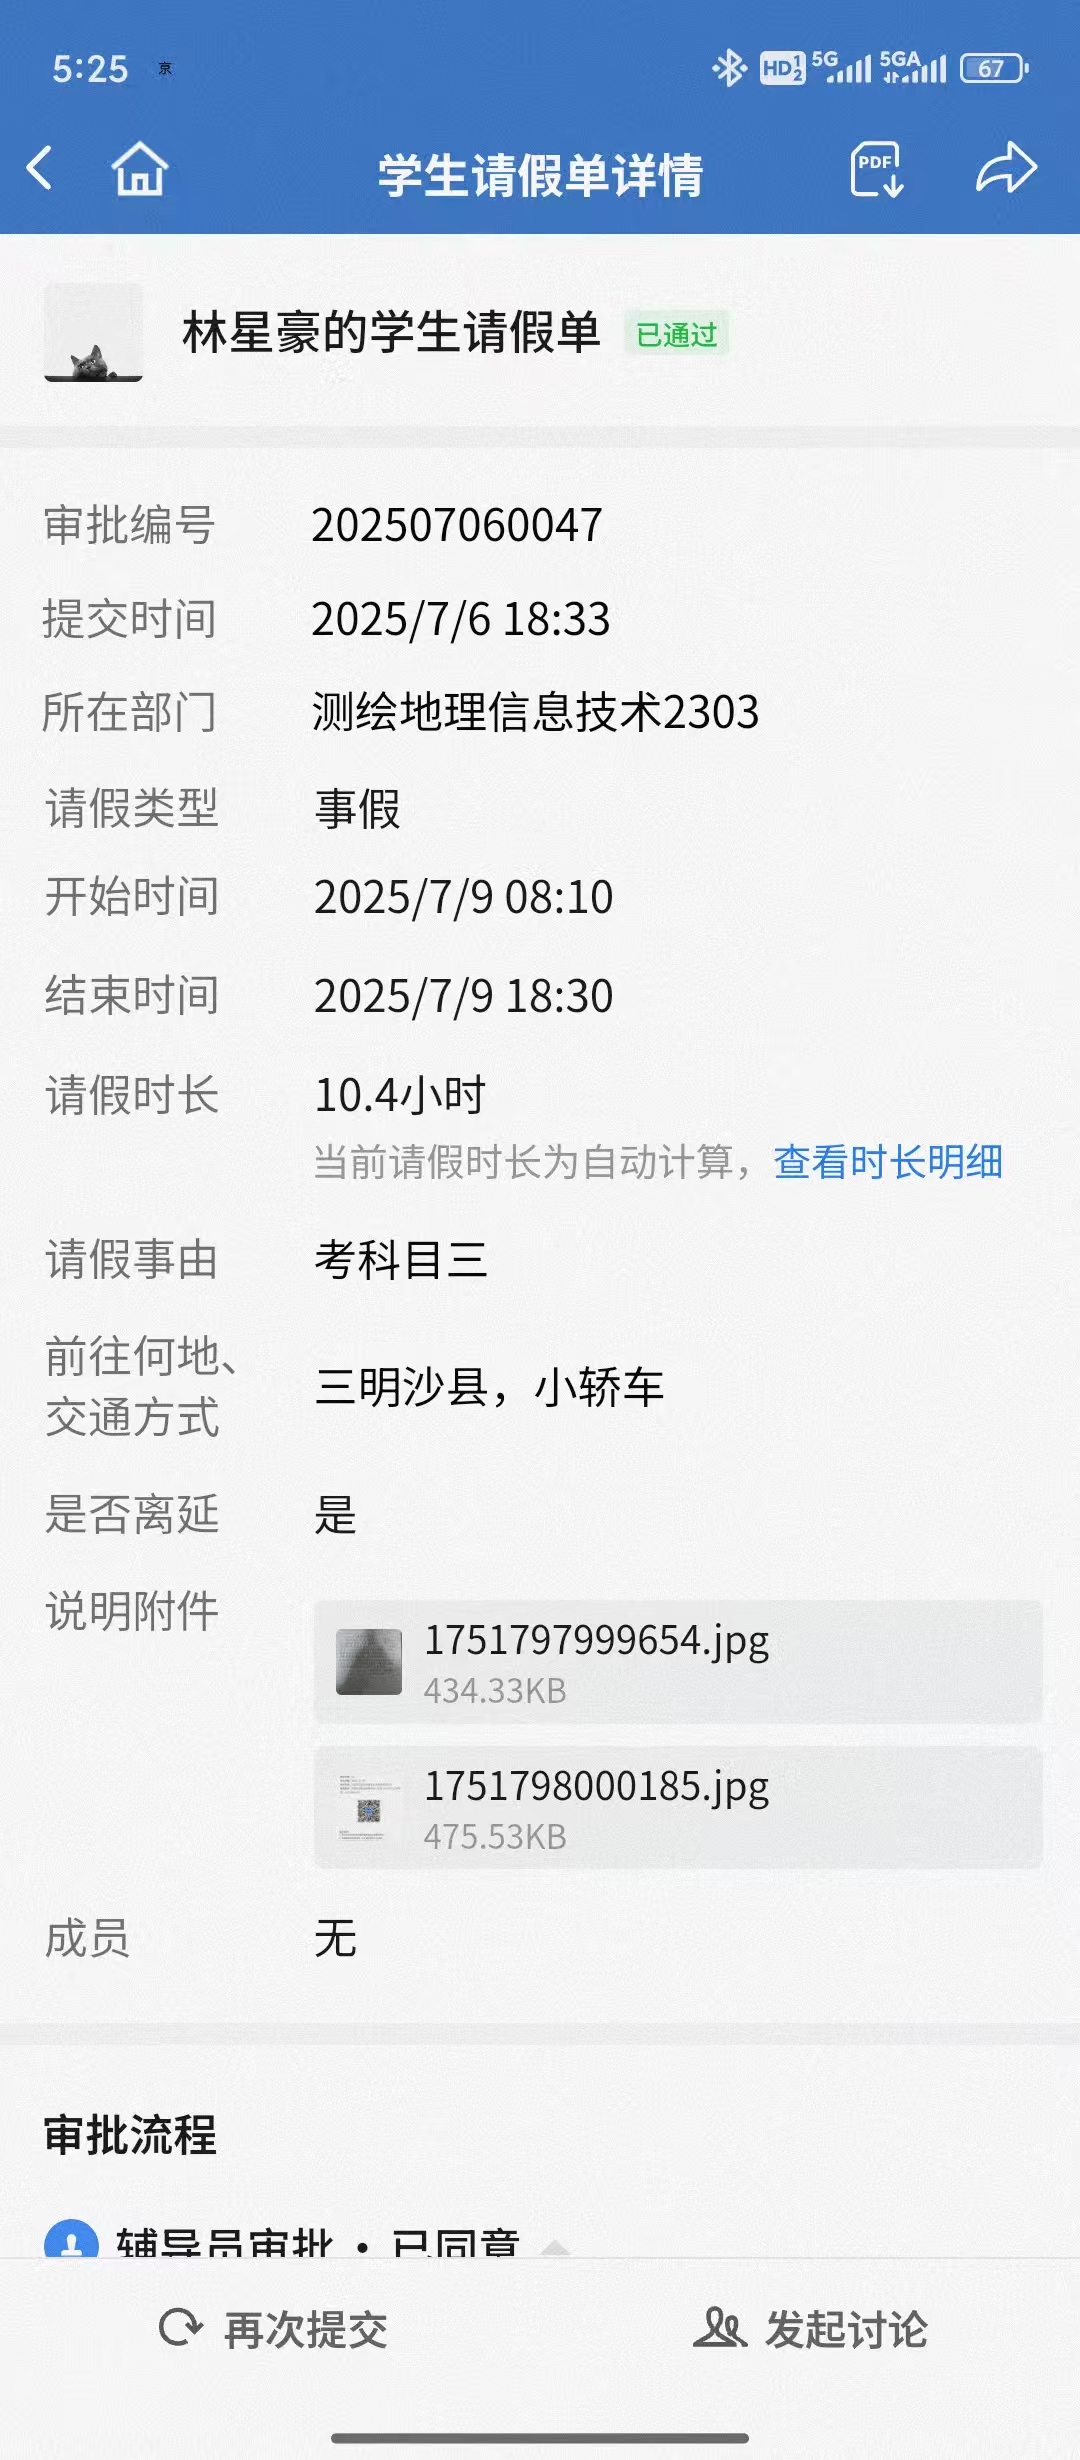 5:25 京 HD 1 2 5G 5GA 67
学生请假单详情 PDF
林星豪的学生请假单 已通过
审批编号 202507060047
提交时间 2025/7/6 18:33
所在部门 测绘地理信息技术2303
请假类型 事假
开始时间 2025/7/9 08:10
结束时间 2025/7/9 18:30
请假时长 10.4小时
当前请假时长为自动计算，查看时长明细
请假事由 考科目三
前往何地、
交通方式 三明沙县，小轿车
是否离延 是
说明附件 1751797999654.jpg
434.33KB
1751798000185.jpg
475.53KB
成员 无
审批流程
辅导员审批 · 已同意
再次提交 发起讨论